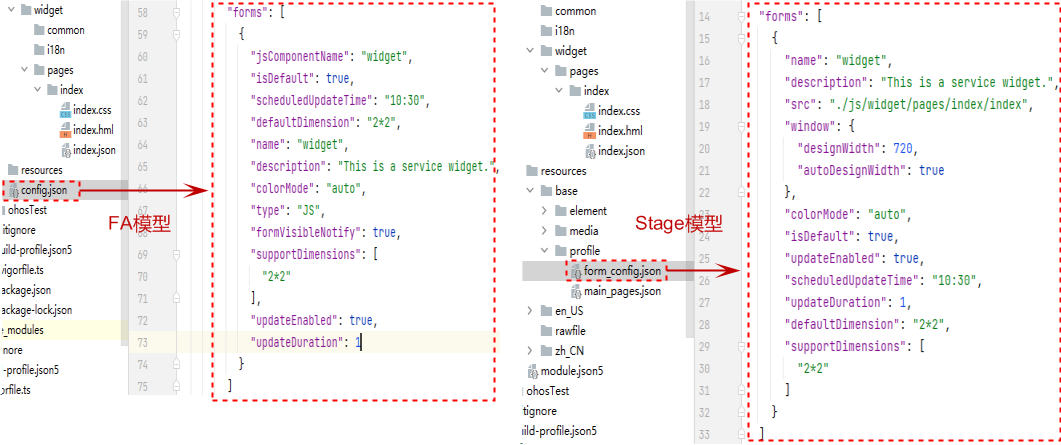 widget
common
i18n
pages
index
index.css
index.hml
index.json
resources
config.json
ohosTest
itignore
uild-profile.json5
vigorfile.ts
ackage.json
ackage-lock.json
e_modules
nore
-profile.json5
orfile.ts
58 "forms": [
59 {
60 "jsComponentName": "widget",
61 "isDefault": true,
62 "scheduledUpdateTime": "10:30",
63 "defaultDimension": "2*2",
64 "name": "widget",
65 "description": "This is a service widget.",
66 "colorMode": "auto",
67 "type": "JS",
68 "formVisibleNotify": true,
69 "supportDimensions": [
70 "2*2"
71 ],
72 "updateEnabled": true,
73 "updateDuration": 1
74 }
75 ]
FA模型
common
i18n
widget
pages
index
index.css
index.hml
index.json
resources
base
element
media
profile
form_config.json
main_pages.json
en_US
rawfile
zh_CN
module.json5
ohosTest
itignore
uild-profile.json5
Stage模型
14 "forms": [
15 {
16 "name": "widget",
17 "description": "This is a service widget.",
18 "src": "./js/widget/pages/index/index",
19 "window": {
20 "designWidth": 720,
21 "autoDesignWidth": true
22 },
23 "colorMode": "auto",
24 "isDefault": true,
25 "updateEnabled": true,
26 "scheduledUpdateTime": "10:30",
27 "updateDuration": 1,
28 "defaultDimension": "2*2",
29 "supportDimensions": [
30 "2*2"
31 ]
32 }
33 ]